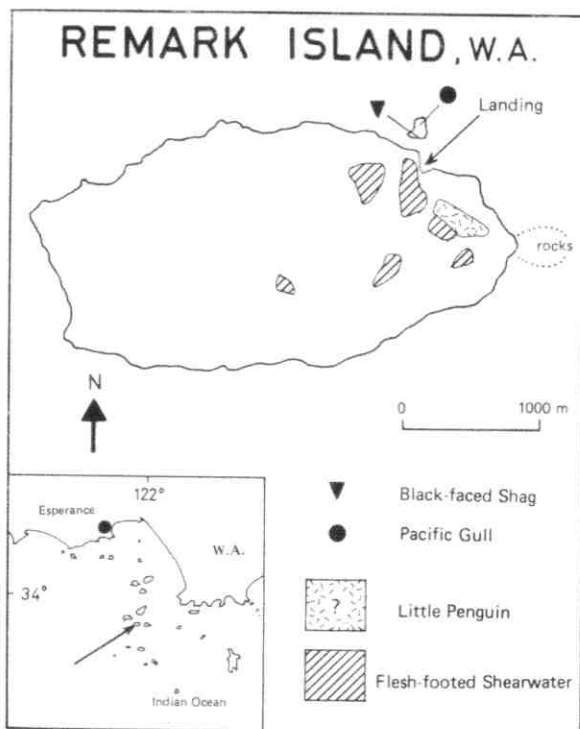 REMARK ISLAND, W.A.
Landing
rocks
N
0 1000 m
122°
Esperance
W.A.
34°
Indian Ocean
Black-faced Shag
Pacific Gull
?
Little Penguin
Flesh-footed Shearwater